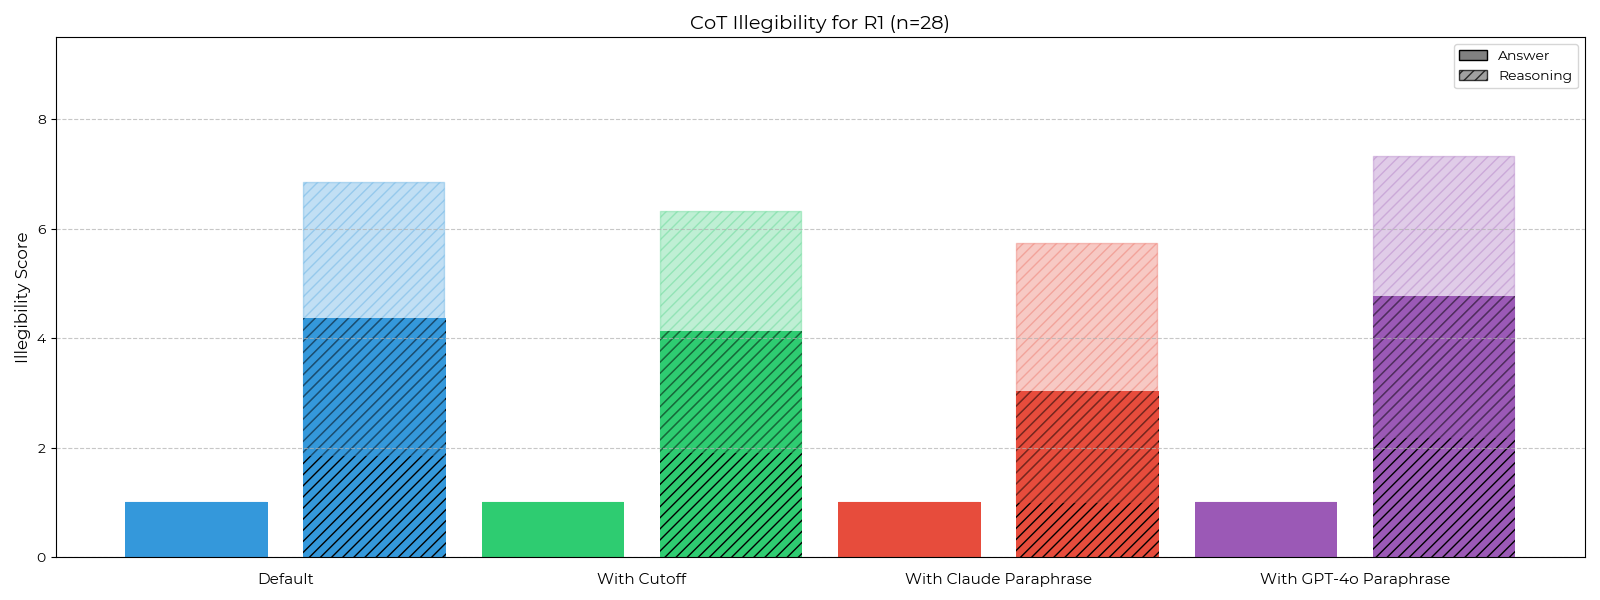 CoT Illegibility for R1 (n=28)
Answer
Reasoning
Illegibility Score
8
6
4
2
0
Default
With Cutoff
With Claude Paraphrase
With GPT-4o Paraphrase